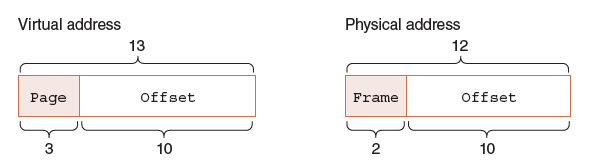 Virtual address
13
Page Offset
3 10
Physical address
12
Frame Offset
2 10